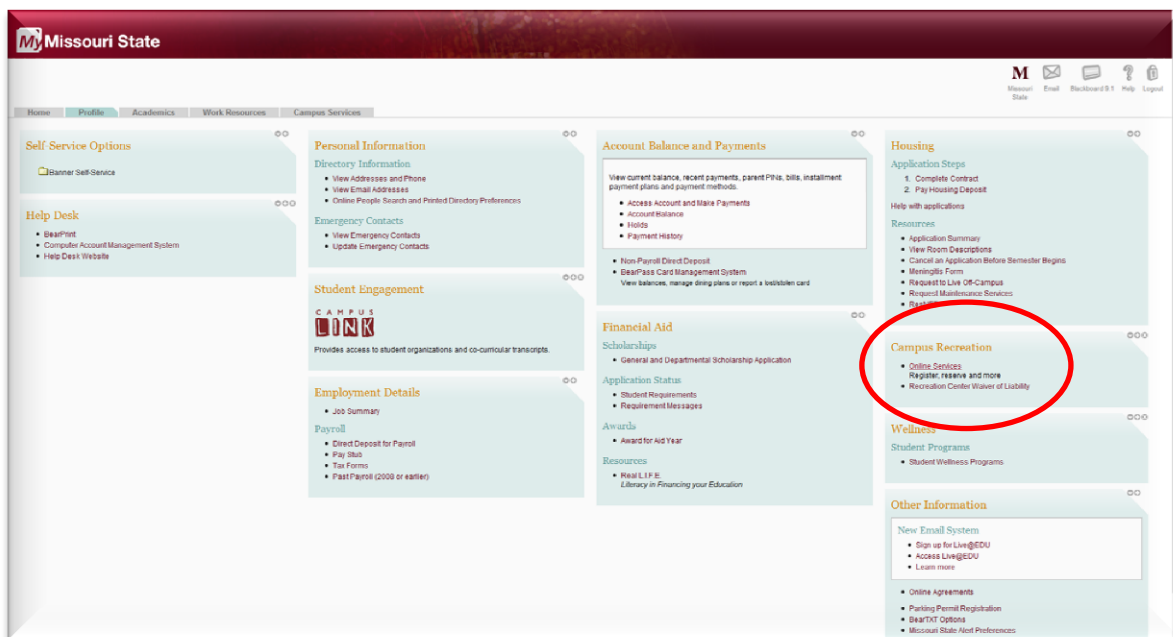 My Missouri State
M
Missouri State
Email
Blackboard 9.1
Help
Logout
Home
Profile
Academics
Work Resources
Campus Services
Self-Service Options
Banner Self-Service
Help Desk
BearPrint
Computer Account Management System
Help Desk Website
Personal Information
Directory Information
View Addresses and Phone
View Email Addresses
Online People Search and Printed Directory Preferences
Emergency Contacts
View Emergency Contacts
Update Emergency Contacts
Student Engagement
CAMPUS
LINK
Provides access to student organizations and co-curricular transcripts.
Employment Details
Job Summary
Payroll
Direct Deposit for Payroll
Pay Stub
Tax Forms
Past Payroll (2008 or earlier)
Account Balance and Payments
View current balance, recent payments, parent PINs, bills, installment
payment plans and payment methods.
Access Account and Make Payments
Account Balance
Holds
Payment History
Non-Payroll Direct Deposit
BearPass Card Management System
View balances, manage dining plans or report a lost/stolen card
Financial Aid
Scholarships
General and Departmental Scholarship Application
Application Status
Student Requirements
Requirement Messages
Awards
Award for Aid Year
Resources
Real L.I.F.E.
Literacy in Financing your Education
Housing
Application Steps
1. Complete Contract
2. Pay Housing Deposit
Help with applications
Resources
Application Summary
View Room Descriptions
Cancel an Application Before Semester Begins
Meningitis Form
Request to Live Off-Campus
Request Maintenance Services
Campus Recreation
Online Services
Register, reserve and more
Recreation Center Waiver of Liability
Wellness
Student Programs
Student Wellness Programs
Other Information
New Email System
Sign up for Live@EDU
Access Live@EDU
Learn more
Online Agreements
Parking Permit Registration
BearTXT Options
Missouri State Alert Preferences